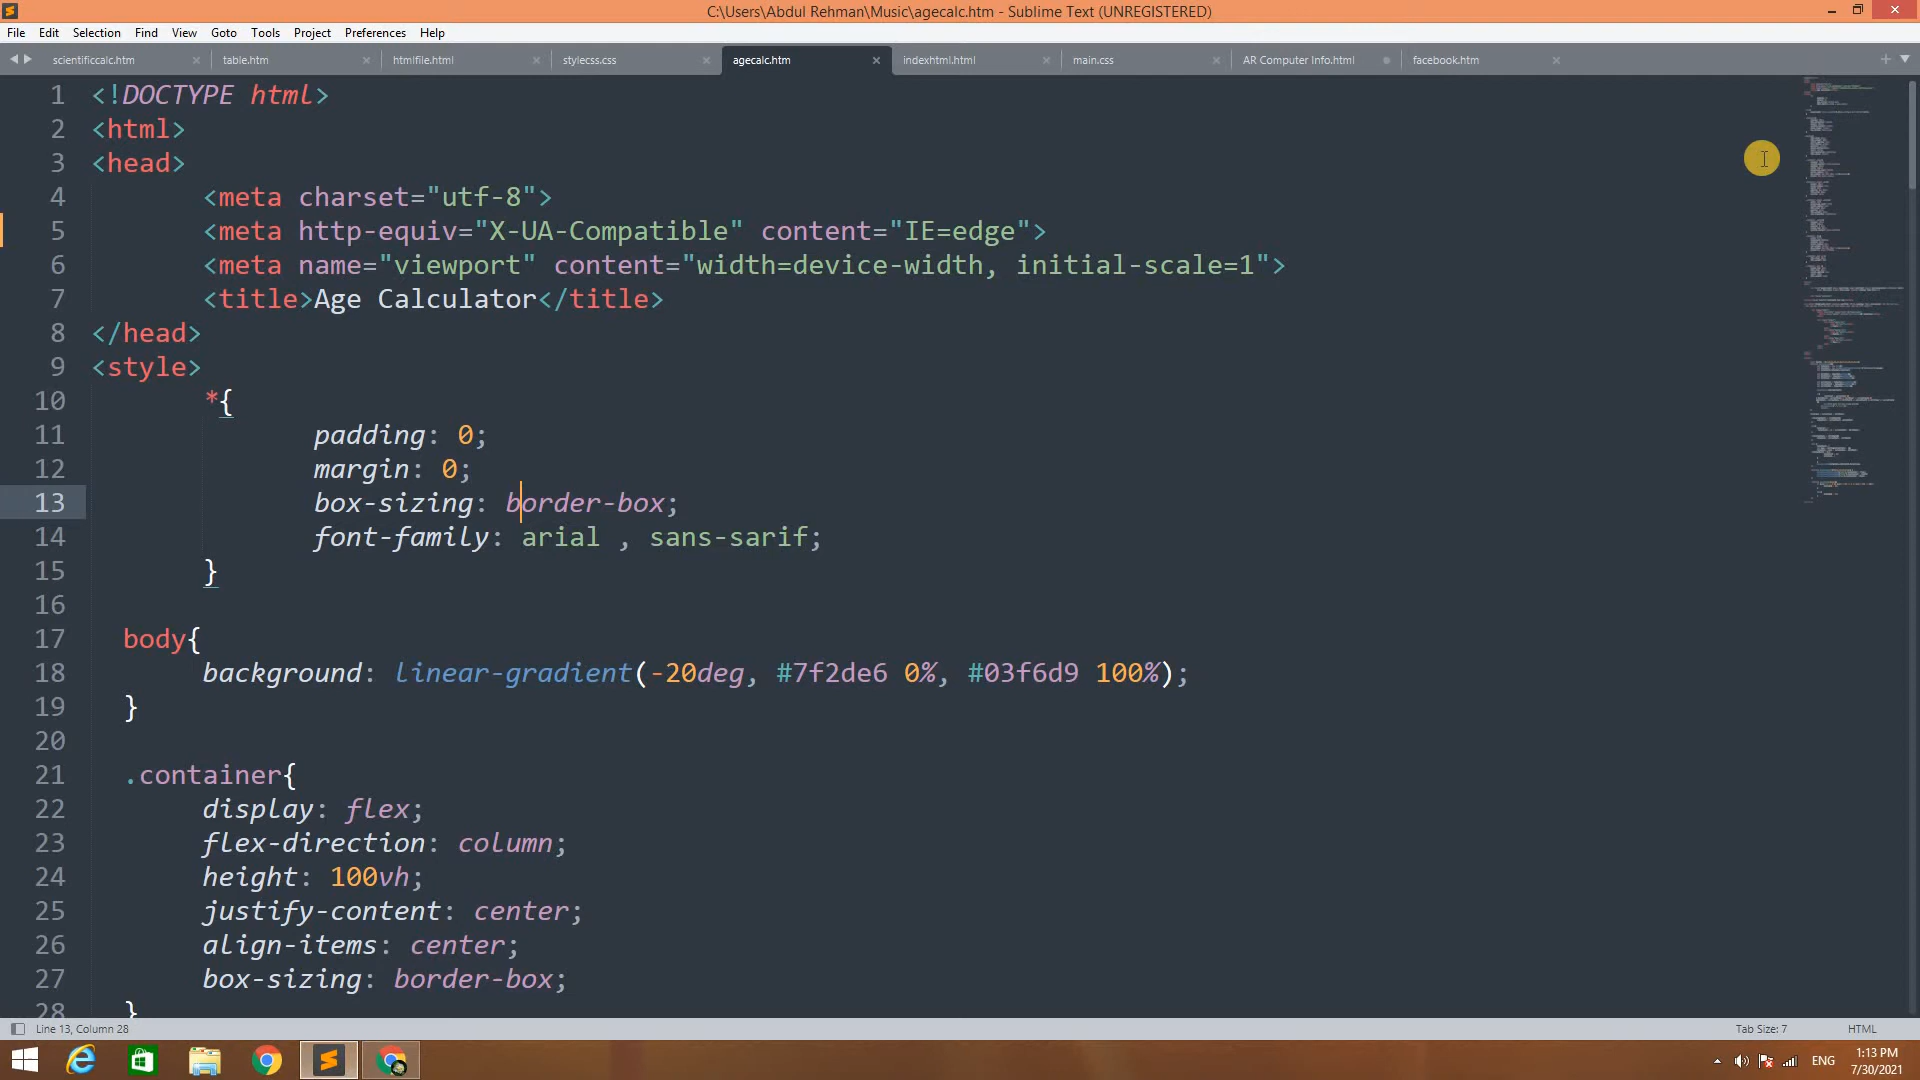 C:\Users\Abdul Rehman\Music\agecalc.htm - Sublime Text (UNREGISTERED)
File Edit Selection Find View Goto Tools Project Preferences Help
scientificcalc.htm table.htm htmlfile.html stylecss.css agecalc.htm indexhtml.html main.css AR Computer Info.html facebook.htm
1 <!DOCTYPE html>
2 <html>
3 <head>
4 <meta charset="utf-8">
5 <meta http-equiv="X-UA-Compatible" content="IE=edge">
6 <meta name="viewport" content="width=device-width, initial-scale=1">
7 <title>Age Calculator</title>
8 </head>
9 <style>
10 *{
11 padding: 0;
12 margin: 0;
13 box-sizing: border-box;
14 font-family: arial , sans-sarif;
15 }
16
17 body{
18 background: linear-gradient(-20deg, #7f2de6 0%, #03f6d9 100%);
19 }
20
21 .container{
22 display: flex;
23 flex-direction: column;
24 height: 100vh;
25 justify-content: center;
26 align-items: center;
27 box-sizing: border-box;
28 }
Line 13, Column 28 Tab Size: 7 HTML
ENG 1:13 PM
7/30/2021